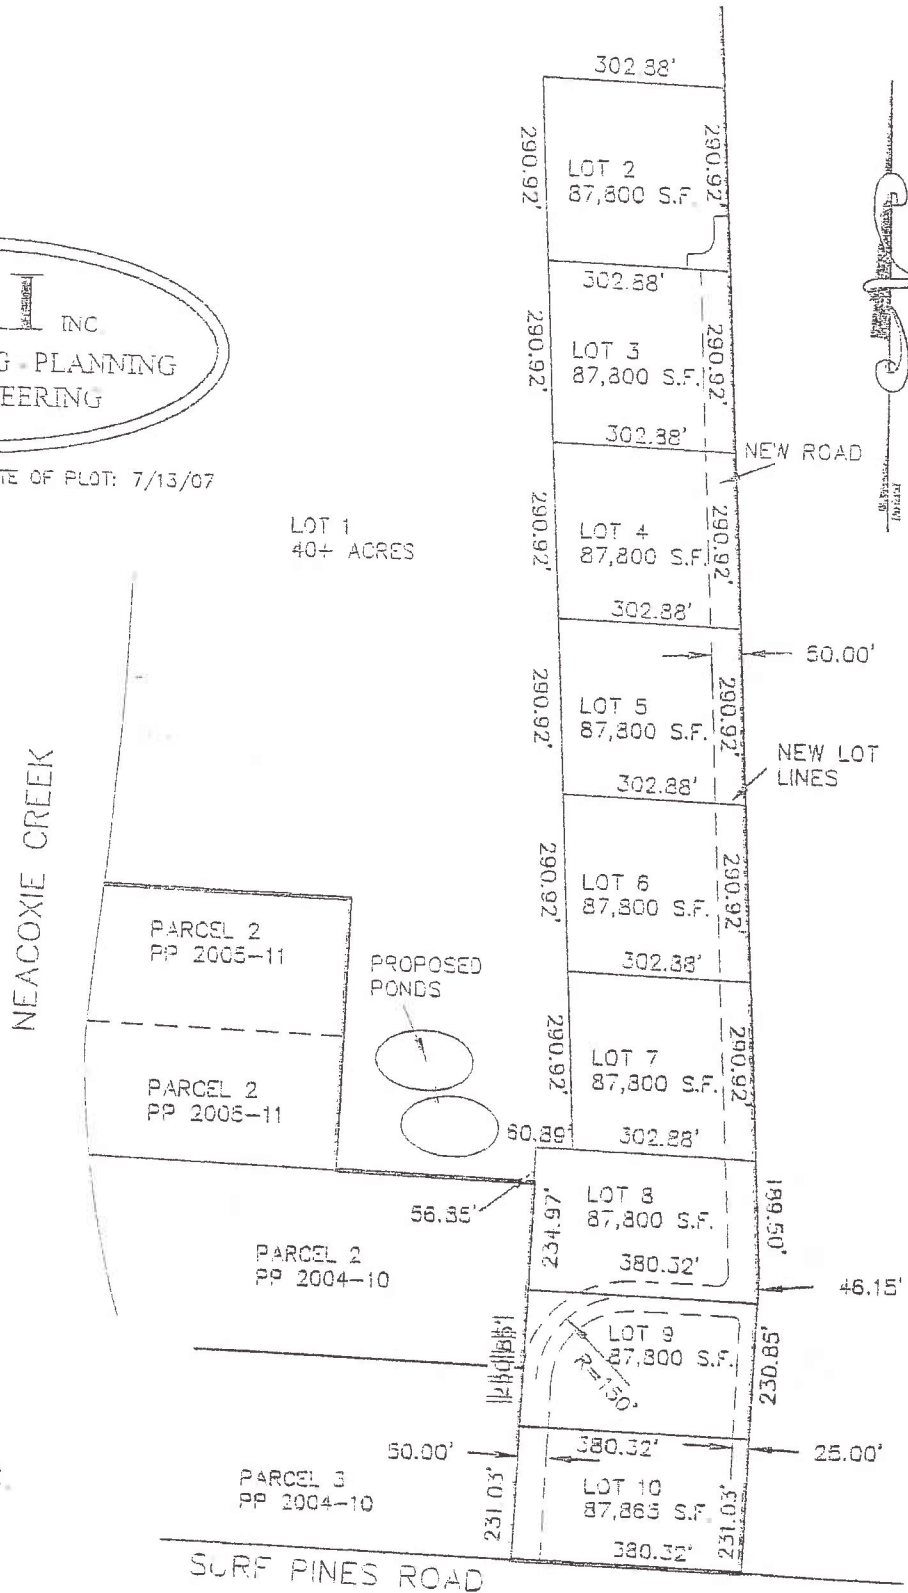 302.88'
290.92'
LOT 2
87,800 S.F.
290.92'
302.88'
INC
PLANNING
290.92'
LOT 3
87,800 S.F.
290.92'
302.88'
NEW ROAD
TE OF PLOT: 7/13/07
LOT 1
40+ ACRES
290.92'
LOT 4
87,800 S.F.
290.92'
302.88'
50.00'
290.92'
LOT 5
87,800 S.F.
290.92'
NEW LOT
LINES
302.88'
NEACOXIE CREEK
290.92'
LOT 6
87,800 S.F.
290.92'
302.88'
PARCEL 2
PP 2005-11
PROPOSED
PONDS
290.92'
LOT 7
87,800 S.F.
290.92'
PARCEL 2
PP 2005-11
60.89'
302.88'
56.85'
234.97'
LOT 8
87,800 S.F.
189.50'
380.32'
46.15'
PARCEL 2
PP 2004-10
LOT 9
87,800 S.F.
R=150'
230.85'
50.00'
380.32'
25.00'
PARCEL 3
PP 2004-10
231.03'
LOT 10
87,865 S.F.
231.03'
380.32'
SURF PINES ROAD